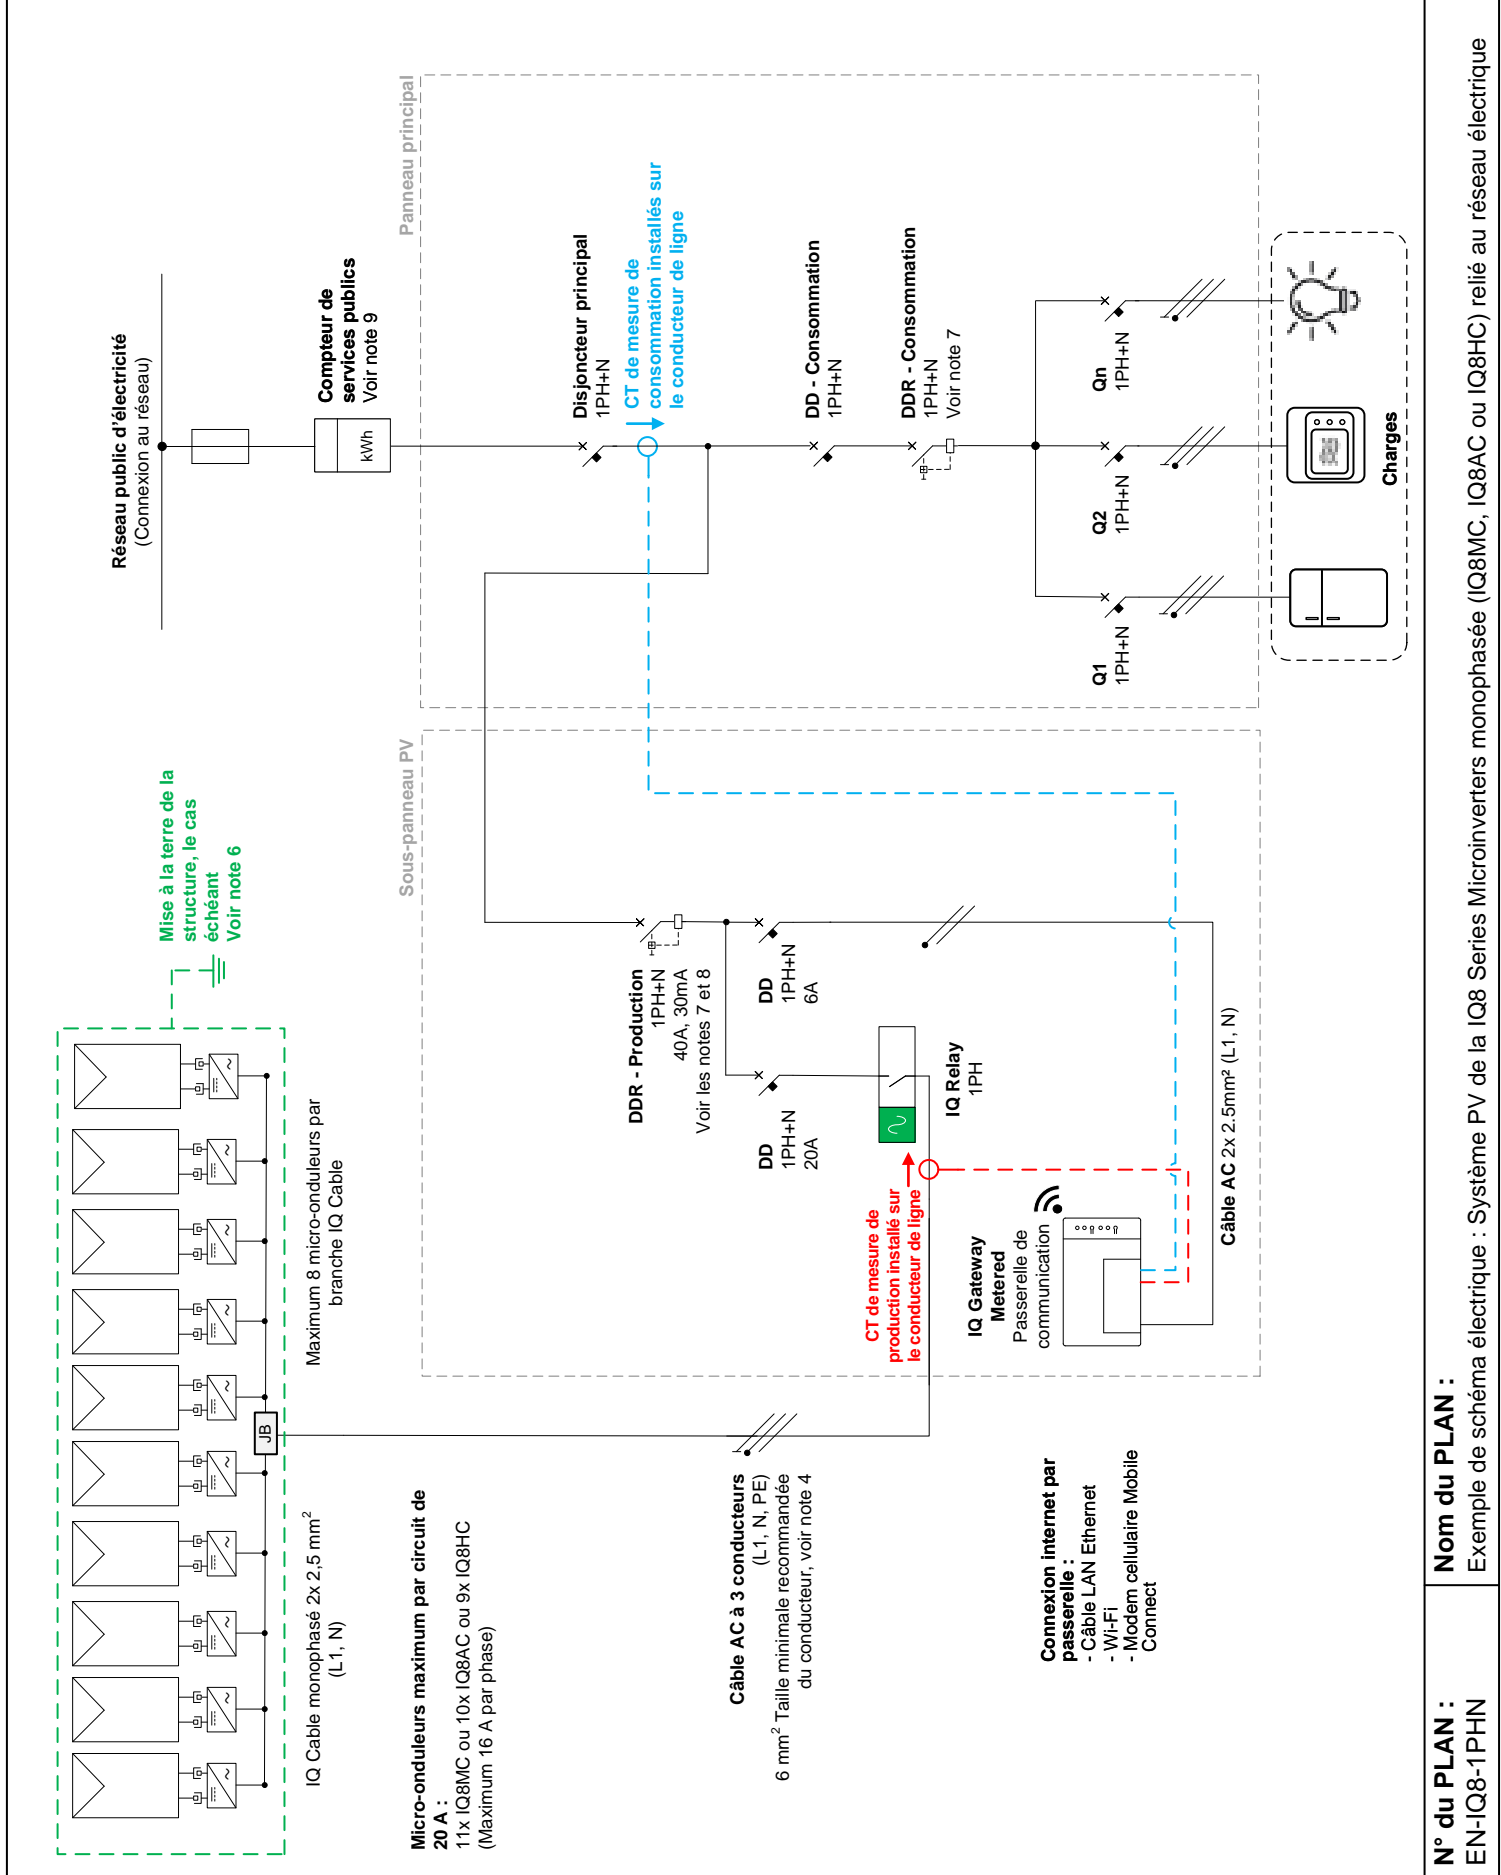 Réseau public d'électricité
(Connexion au réseau)
Compteur de
services publics
Voir note 9
kWh
Panneau principal
Disjoncteur principal
1PH+N
CT de mesure de
consommation installés sur
le conducteur de ligne
DD - Consommation
1PH+N
DDR - Consommation
1PH+N
Voir note 7
Q1
1PH+N
Q2
1PH+N
Qn
1PH+N
Charges
Mise à la terre de la
structure, le cas
échéant
Voir note 6
JB
IQ Cable monophasé 2x 2,5 mm²
(L1, N)
Maximum 8 micro-onduleurs par
branche IQ Cable
Micro-onduleurs maximum par circuit de
20 A :
11x IQ8MC ou 10x IQ8AC ou 9x IQ8HC
(Maximum 16 A par phase)
Sous-panneau PV
DDR - Production
1PH+N
40A, 30mA
Voir les notes 7 et 8
DD
1PH+N
20A
DD
1PH+N
6A
IQ Relay
1PH
CT de mesure de
production installé sur
le conducteur de ligne
IQ Gateway
Metered
Passerelle de
communication
Câble AC 2x 2.5mm² (L1, N)
Câble AC à 3 conducteurs
(L1, N, PE)
6 mm² Taille minimale recommandée
du conducteur, voir note 4
Connexion internet par
passerelle :
- Câble LAN Ethernet
- Wi-Fi
- Modem cellulaire Mobile
Connect
N° du PLAN :
EN-IQ8-1PHN
Nom du PLAN :
Exemple de schéma électrique : Système PV de la IQ8 Series Microinverters monophasée (IQ8MC, IQ8AC ou IQ8HC) relié au réseau électrique